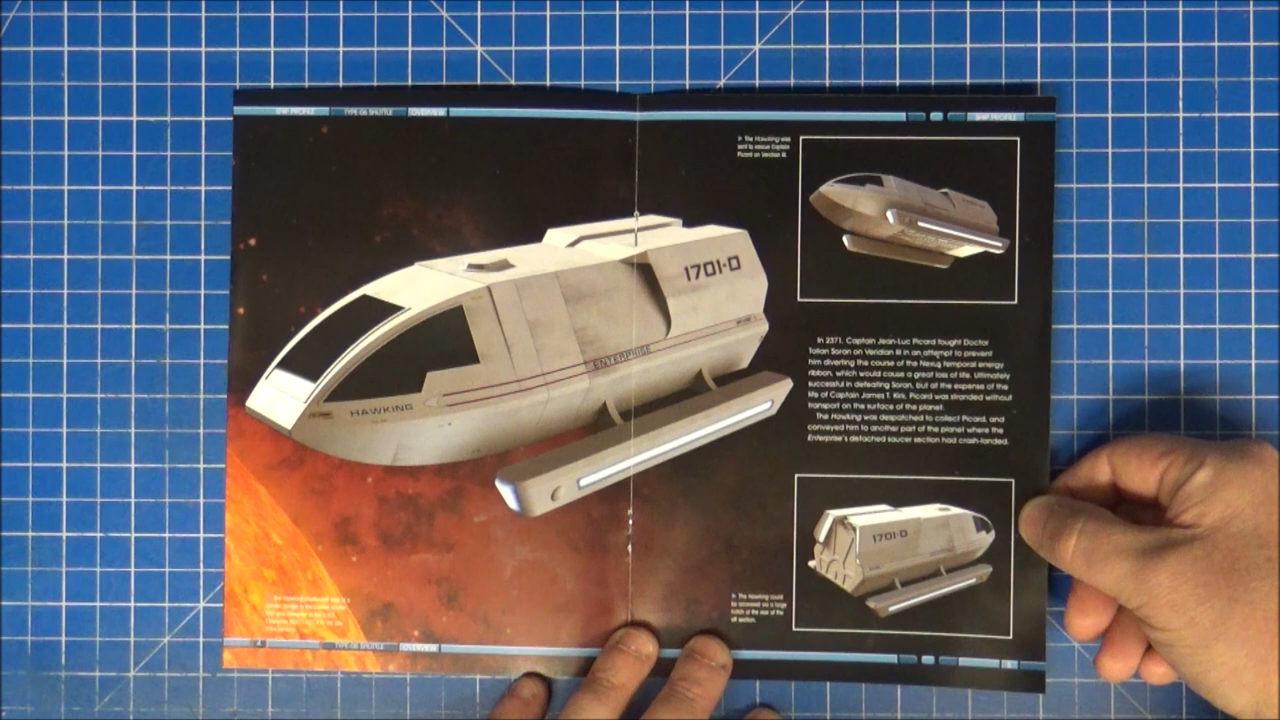 SHIP PROFILE
TYPE-06 SHUTTLE
OVERVIEW
SHIP PROFILE
The Hawking was
sent to rescue Captain
Picard on Veridian III.
1701-D
ENTERPRISE
HAWKING
In 2371, Captain Jean-Luc Picard fought Doctor
Tolian Soran on Veridian III in an attempt to prevent
him diverting the course of the Nexus temporal energy
ribbon, which would cause a great loss of life. Ultimately
successful in defeating Soran, but at the expense of the
life of Captain James T. Kirk, Picard was stranded without
transport on the surface of the planet.
The Hawking was despatched to collect Picard, and
conveyed him to another part of the planet where the
Enterprise's detached saucer section had crash-landed.
1701-D
The Hawking could
be accessed via a large
hatch at the rear of the
aft section.
4
TYPE-06 SHUTTLE
OVERVIEW
5